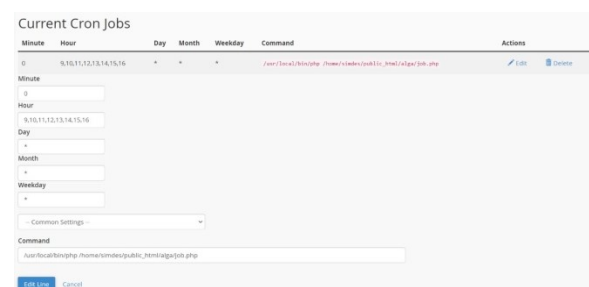 Current Cron Jobs
Minute Hour Day Month Weekday Command Actions
0 9,10,11,12,13,14,15,16 * * * /usr/local/bin/php /home/simdes/public_html/alga/job.php Edit Delete
Minute
0
Hour
9,10,11,12,13,14,15,16
Day
*
Month
*
Weekday
*
-- Common Settings --
Command
/usr/local/bin/php /home/simdes/public_html/alga/job.php
Edit Line Cancel